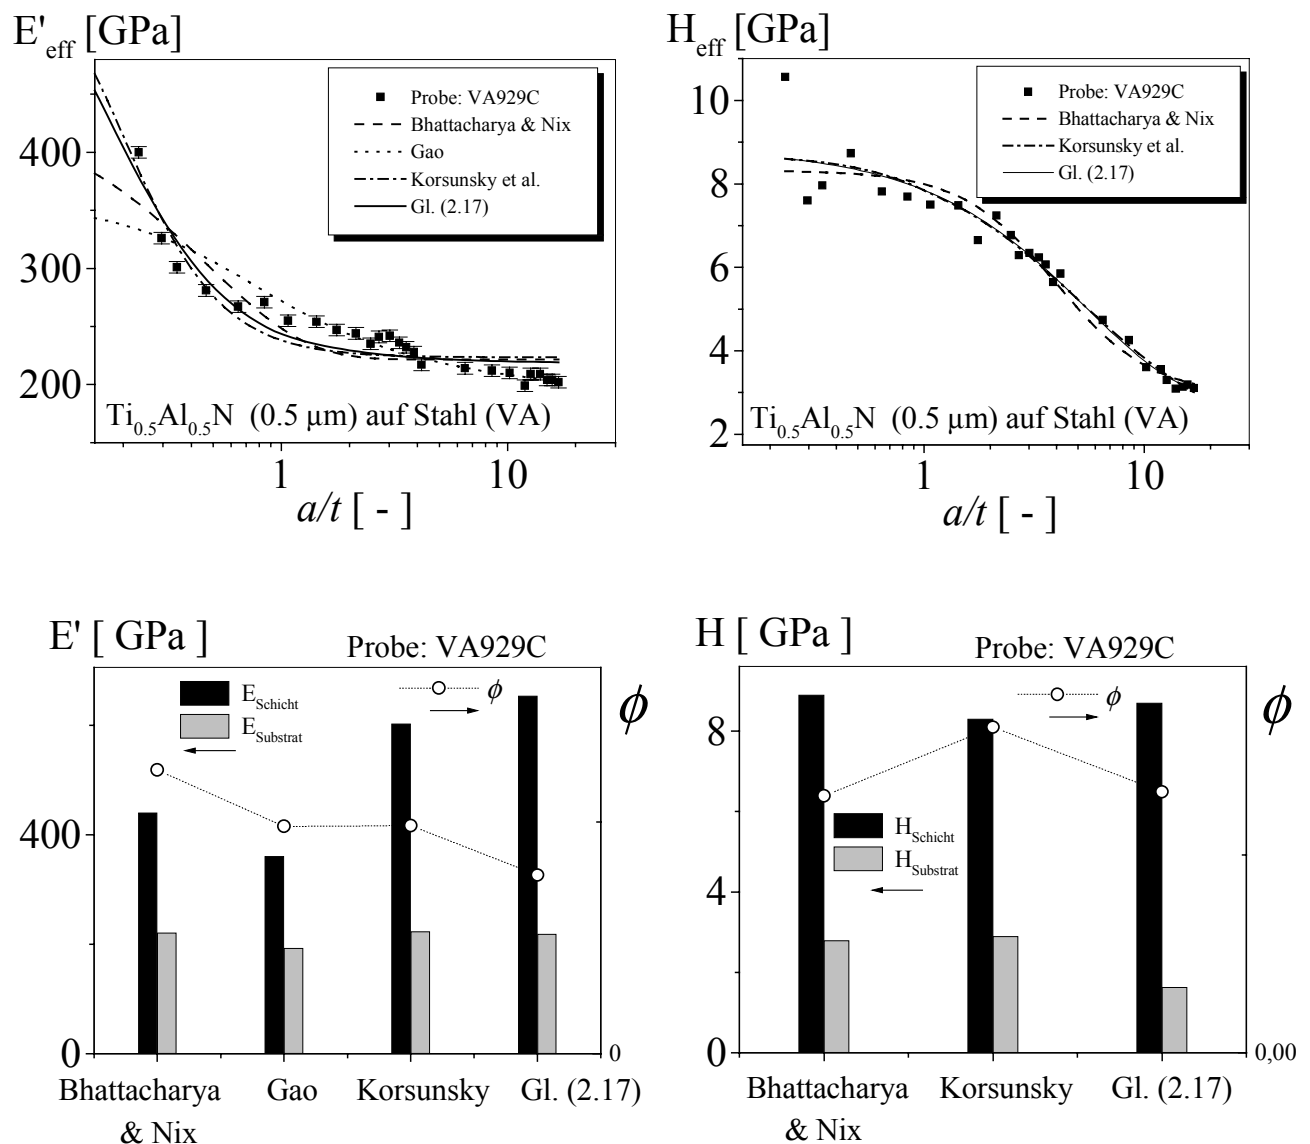 E'eff [GPa]
Probe: VA929C
Bhattacharya & Nix
Gao
Korsunsky et al.
Gl. (2.17)
400
300
200
Ti0.5Al0.5N (0.5 μm) auf Stahl (VA)
1 10
a/t [ - ]
Heff [GPa]
Probe: VA929C
Bhattacharya & Nix
Korsunsky et al.
Gl. (2.17)
10
8
6
4
2
Ti0.5Al0.5N (0.5 μm) auf Stahl (VA)
1 10
a/t [ - ]
E' [ GPa ]
Probe: VA929C
ESchicht
ESubstrat
ϕ
ϕ
400
0
0
Bhattacharya & Nix
Gao
Korsunsky
Gl. (2.17)
H [ GPa ]
Probe: VA929C
ϕ
ϕ
HSchicht
HSubstrat
8
4
0
0,00
Bhattacharya & Nix
Korsunsky
Gl. (2.17)